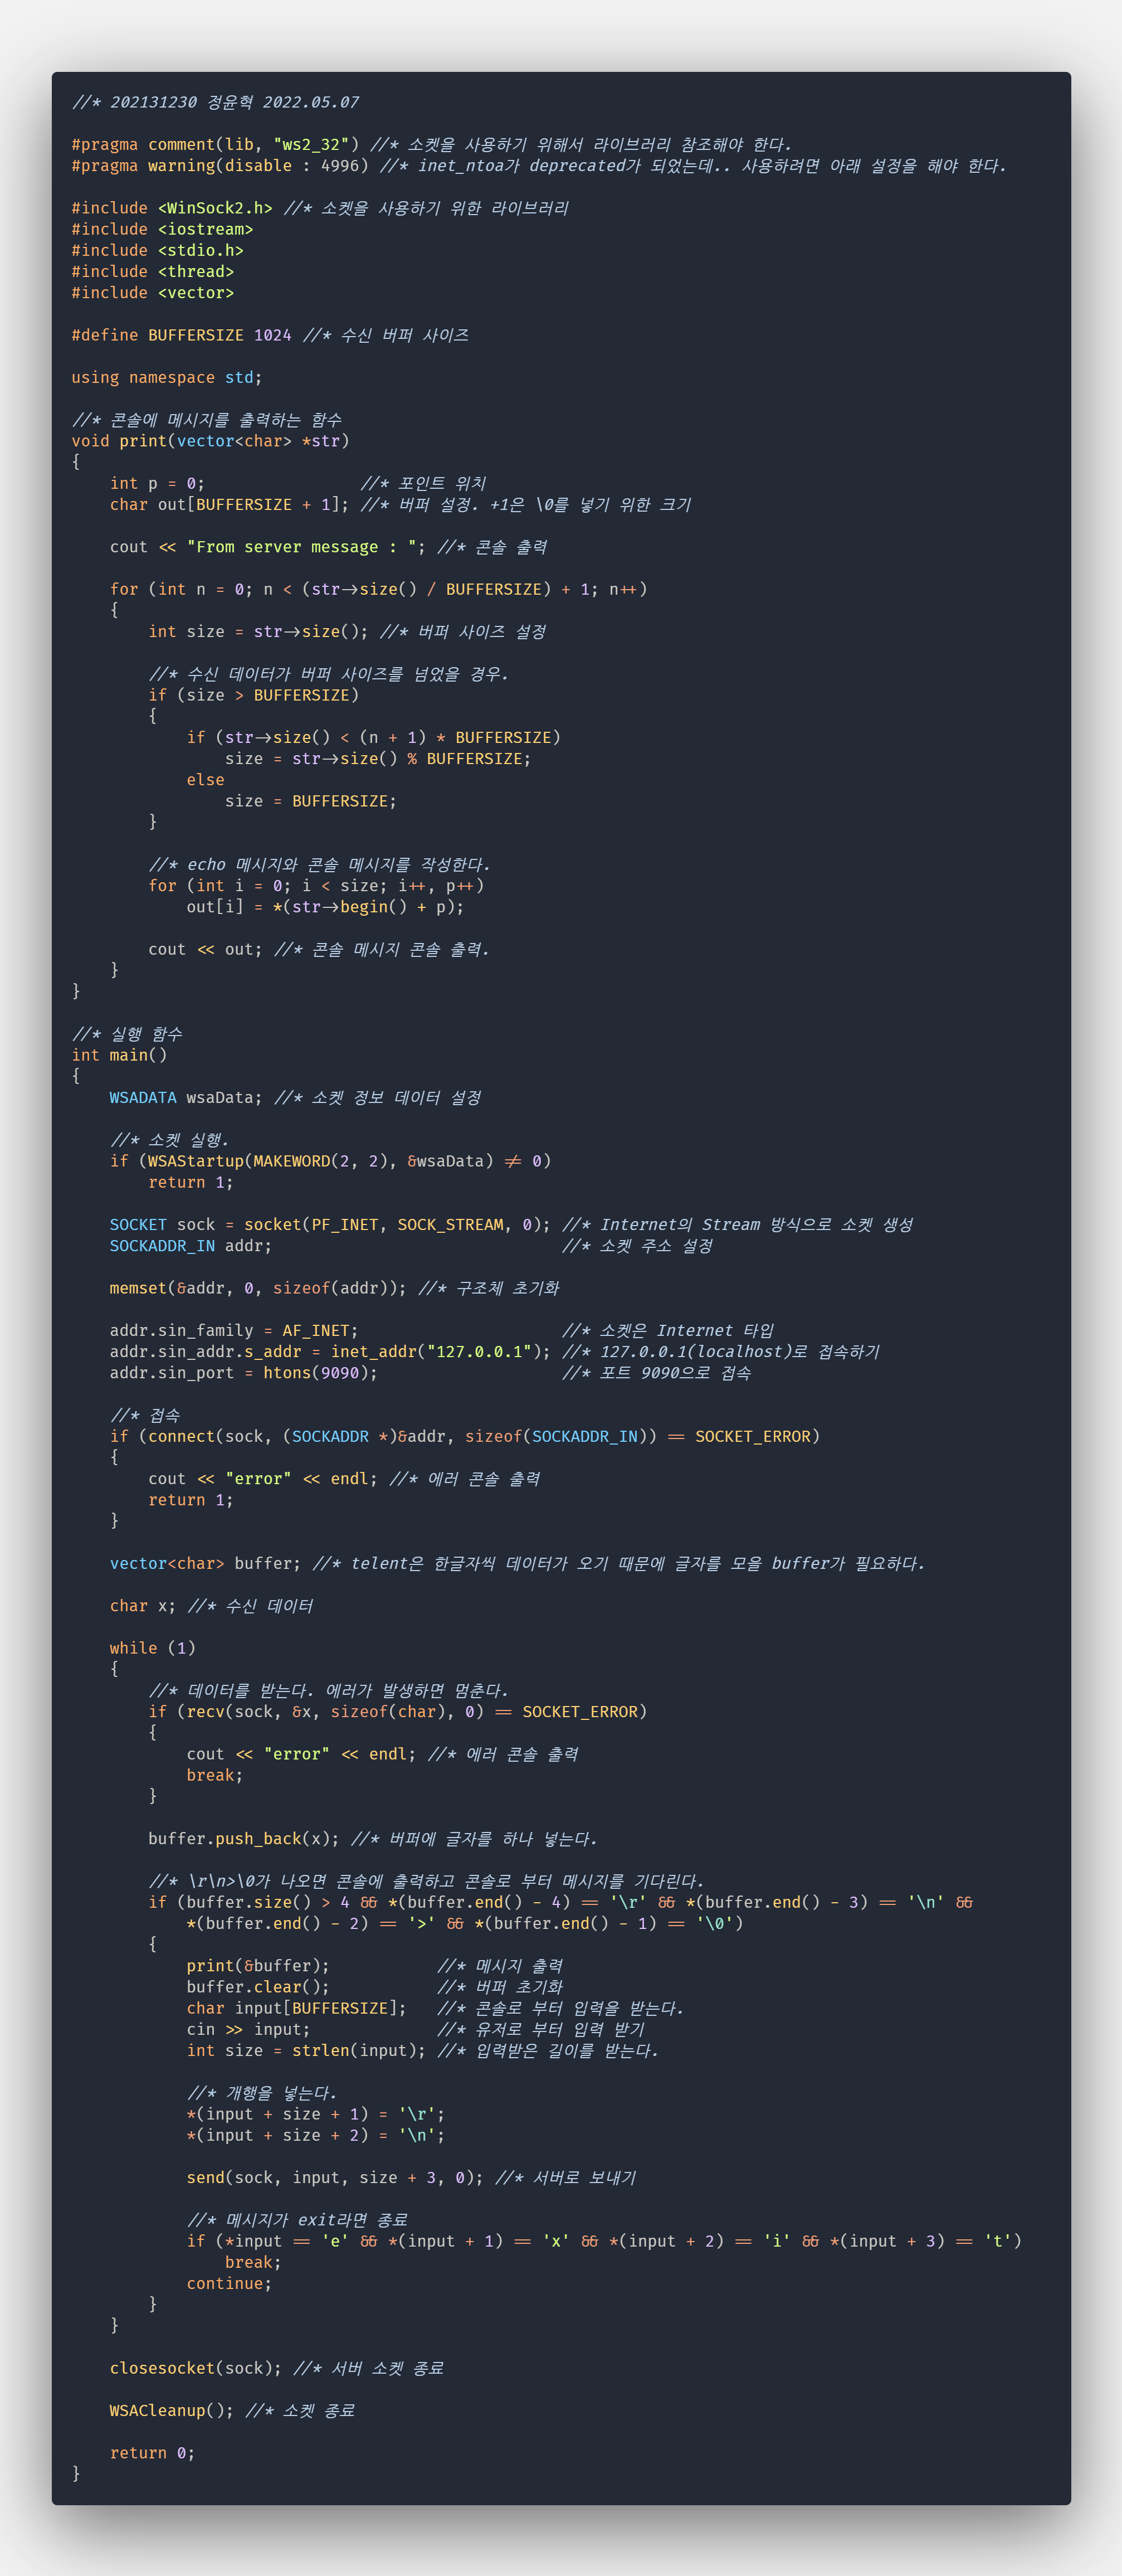 //* 202131230 정윤혁 2022.05.07

#pragma comment(lib, "ws2_32") //* 소켓을 사용하기 위해서 라이브러리 참조해야 한다.
#pragma warning(disable : 4996) //* inet_ntoa가 deprecated가 되었는데.. 사용하려면 아래 설정을 해야 한다.

#include <WinSock2.h> //* 소켓을 사용하기 위한 라이브러리
#include <iostream>
#include <stdio.h>
#include <thread>
#include <vector>

#define BUFFERSIZE 1024 //* 수신 버퍼 사이즈

using namespace std;

//* 콘솔에 메시지를 출력하는 함수
void print(vector<char> *str)
{
    int p = 0;                //* 포인트 위치
    char out[BUFFERSIZE + 1]; //* 버퍼 설정. +1은 \0를 넣기 위한 크기

    cout << "From server message : "; //* 콘솔 출력

    for (int n = 0; n < (str->size() / BUFFERSIZE) + 1; n++)
    {
        int size = str->size(); //* 버퍼 사이즈 설정

        //* 수신 데이터가 버퍼 사이즈를 넘었을 경우.
        if (size > BUFFERSIZE)
        {
            if (str->size() < (n + 1) * BUFFERSIZE)
                size = str->size() % BUFFERSIZE;
            else
                size = BUFFERSIZE;
        }

        //* echo 메시지와 콘솔 메시지를 작성한다.
        for (int i = 0; i < size; i++, p++)
            out[i] = *(str->begin() + p);

        cout << out; //* 콘솔 메시지 콘솔 출력.
    }
}

//* 실행 함수
int main()
{
    WSADATA wsaData; //* 소켓 정보 데이터 설정

    //* 소켓 실행.
    if (WSAStartup(MAKEWORD(2, 2), &wsaData) != 0)
        return 1;

    SOCKET sock = socket(PF_INET, SOCK_STREAM, 0); //* Internet의 Stream 방식으로 소켓 생성
    SOCKADDR_IN addr;                              //* 소켓 주소 설정

    memset(&addr, 0, sizeof(addr)); //* 구조체 초기화

    addr.sin_family = AF_INET;                     //* 소켓은 Internet 타입
    addr.sin_addr.s_addr = inet_addr("127.0.0.1"); //* 127.0.0.1(localhost)로 접속하기
    addr.sin_port = htons(9090);                   //* 포트 9090으로 접속

    //* 접속
    if (connect(sock, (SOCKADDR *)&addr, sizeof(SOCKADDR_IN)) == SOCKET_ERROR)
    {
        cout << "error" << endl; //* 에러 콘솔 출력
        return 1;
    }

    vector<char> buffer; //* telent은 한글자씩 데이터가 오기 때문에 글자를 모을 buffer가 필요하다.

    char x; //* 수신 데이터

    while (1)
    {
        //* 데이터를 받는다. 에러가 발생하면 멈춘다.
        if (recv(sock, &x, sizeof(char), 0) == SOCKET_ERROR)
        {
            cout << "error" << endl; //* 에러 콘솔 출력
            break;
        }

        buffer.push_back(x); //* 버퍼에 글자를 하나 넣는다.

        //* \r\n>\0가 나오면 콘솔에 출력하고 콘솔로 부터 메시지를 기다린다.
        if (buffer.size() > 4 && *(buffer.end() - 4) == '\r' && *(buffer.end() - 3) == '\n' &&
            *(buffer.end() - 2) == '>' && *(buffer.end() - 1) == '\0')
        {
            print(&buffer);           //* 메시지 출력
            buffer.clear();           //* 버퍼 초기화
            char input[BUFFERSIZE];   //* 콘솔로 부터 입력을 받는다.
            cin >> input;             //* 유저로 부터 입력 받기
            int size = strlen(input); //* 입력받은 길이를 받는다.

            //* 개행을 넣는다.
            *(input + size + 1) = '\r';
            *(input + size + 2) = '\n';

            send(sock, input, size + 3, 0); //* 서버로 보내기

            //* 메시지가 exit라면 종료
            if (*input == 'e' && *(input + 1) == 'x' && *(input + 2) == 'i' && *(input + 3) == 't')
                break;
            continue;
        }
    }

    closesocket(sock); //* 서버 소켓 종료

    WSACleanup(); //* 소켓 종료

    return 0;
}